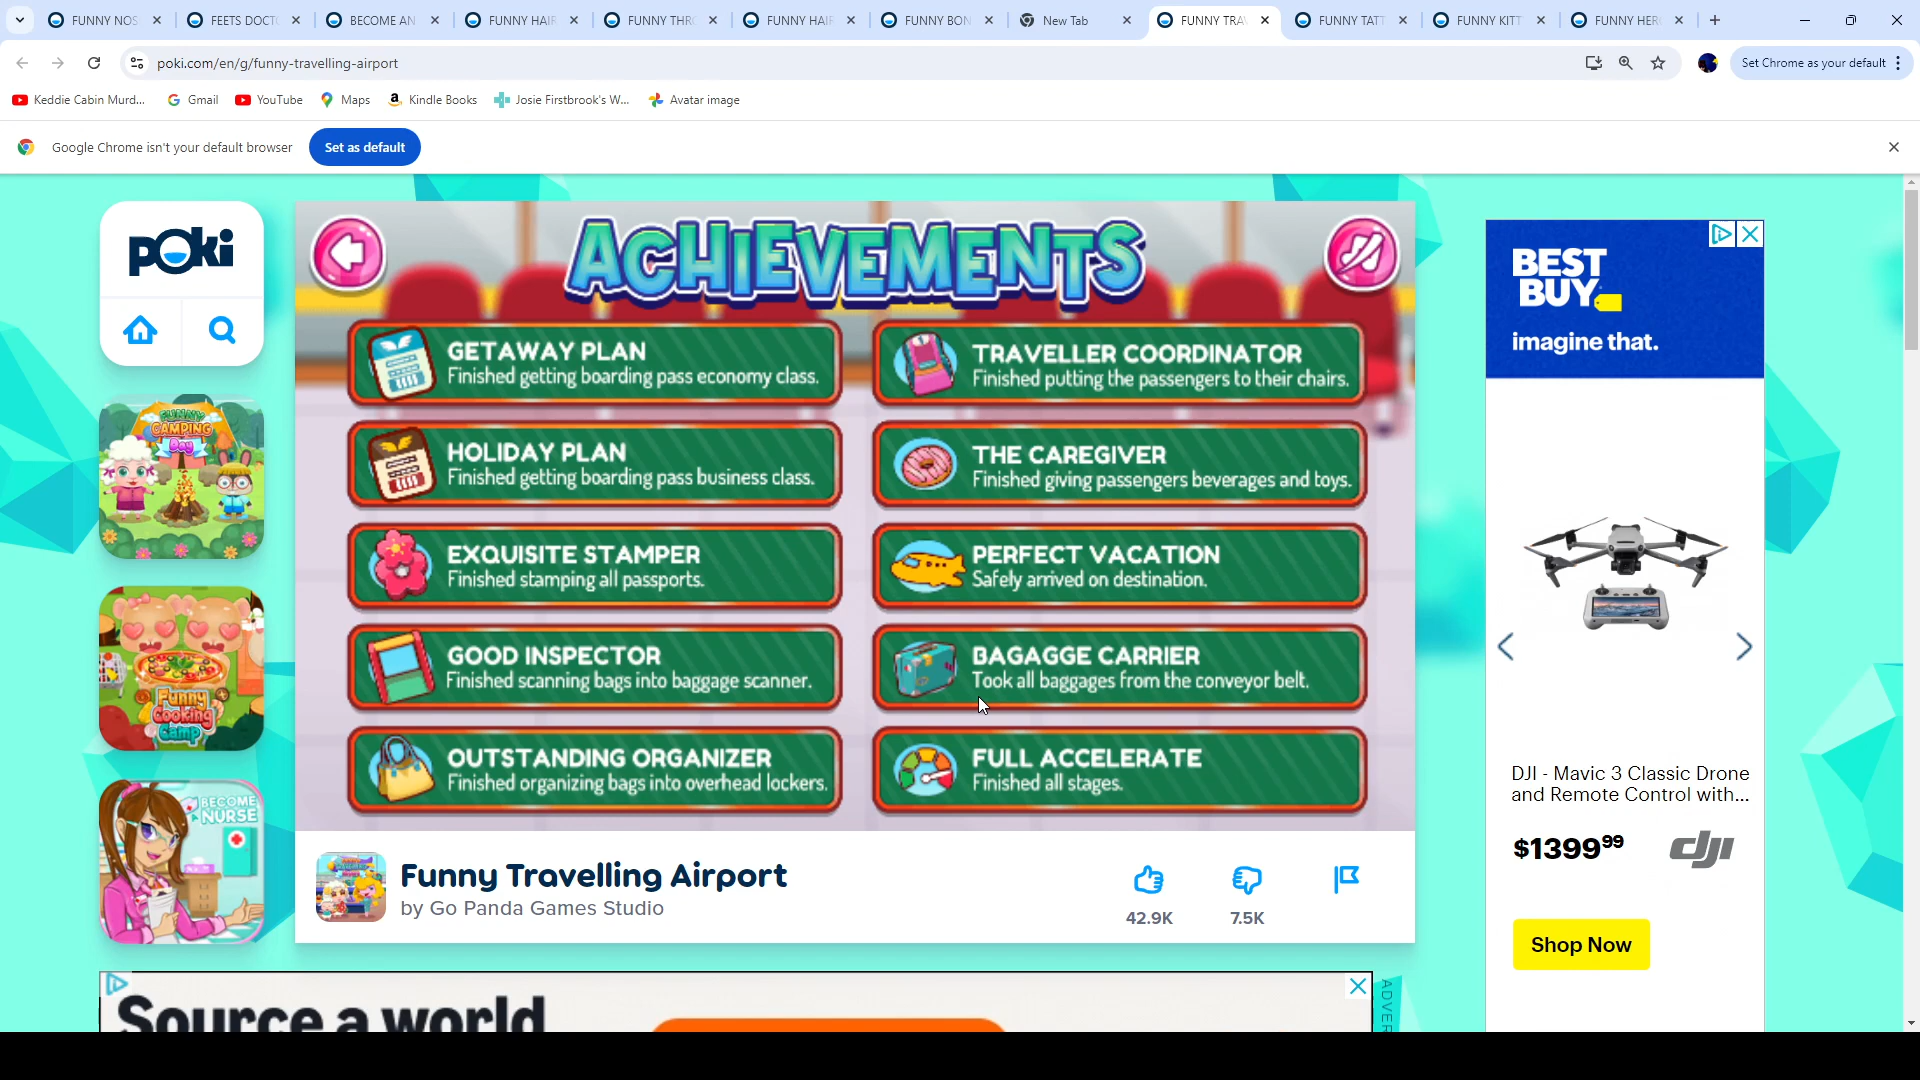 FUNNY NOS
FEETS DOCT
BECOME AN
FUNNY HAIR
FUNNY THR
FUNNY HAIR
FUNNY BON
New Tab
FUNNY TRAV
FUNNY TATT
FUNNY KITT
FUNNY HER
poki.com/en/g/funny-travelling-airport
Set Chrome as your default
Keddie Cabin Murd...
Gmail
YouTube
Maps
Kindle Books
Josie Firstbrook's W...
Avatar image
Google Chrome isn't your default browser
Set as default
poki
FUNNY
CAMPING
Day
Funny
Cooking
Camp
BECOME A
NURSE
ACHIEVEMENTS
GETAWAY PLAN
Finished getting boarding pass economy class.
HOLIDAY PLAN
Finished getting boarding pass business class.
EXQUISITE STAMPER
Finished stamping all passports.
GOOD INSPECTOR
Finished scanning bags into baggage scanner.
OUTSTANDING ORGANIZER
Finished organizing bags into overhead lockers.
TRAVELLER COORDINATOR
Finished putting the passengers to their chairs.
THE CAREGIVER
Finished giving passengers beverages and toys.
PERFECT VACATION
Safely arrived on destination.
BAGAGGE CARRIER
Took all baggages from the conveyor belt.
FULL ACCELERATE
Finished all stages.
Funny Travelling Airport
by Go Panda Games Studio
42.9K
7.5K
BEST
BUY
imagine that.
DJI - Mavic 3 Classic Drone
and Remote Control with...
$1399⁹⁹
dji
Shop Now
Source a world
ADVER